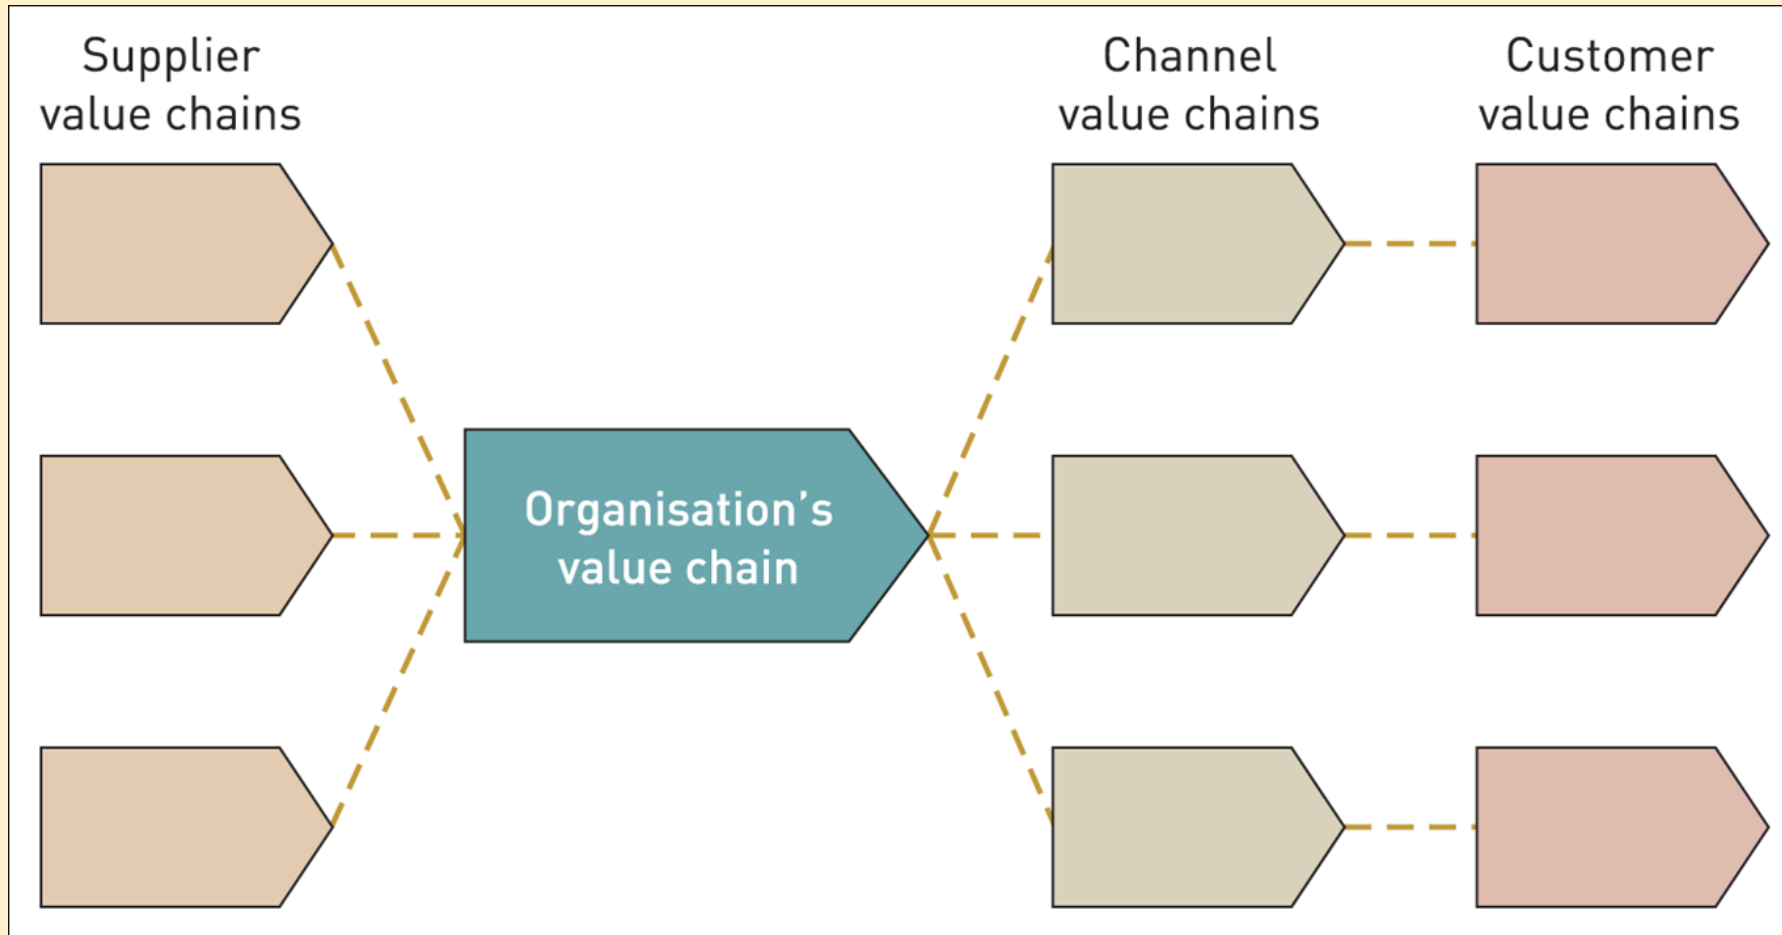 Supplier
value chains
Channel
value chains
Customer
value chains
Organisation’s
value chain